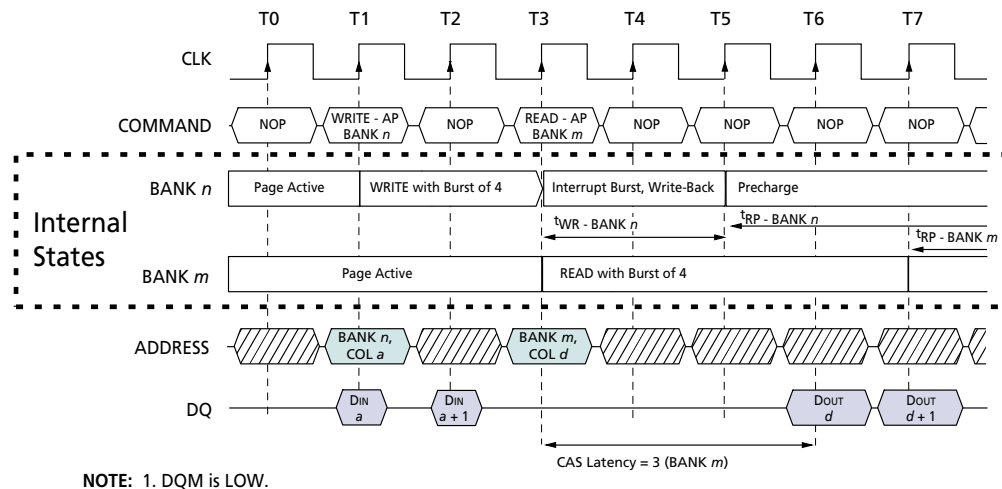 T0 T1 T2 T3 T4 T5 T6 T7
CLK
COMMAND NOP WRITE - AP BANK n NOP READ - AP BANK m NOP NOP NOP NOP
Internal States
BANK n Page Active WRITE with Burst of 4 Interrupt Burst, Write-Back Precharge
tWR - BANK n tRP - BANK n
tRP - BANK m
BANK m Page Active READ with Burst of 4
ADDRESS BANK n, COL a BANK m, COL d
DQ DIN a DIN a + 1 DOUT d DOUT d + 1
CAS Latency = 3 (BANK m)
NOTE: 1. DQM is LOW.